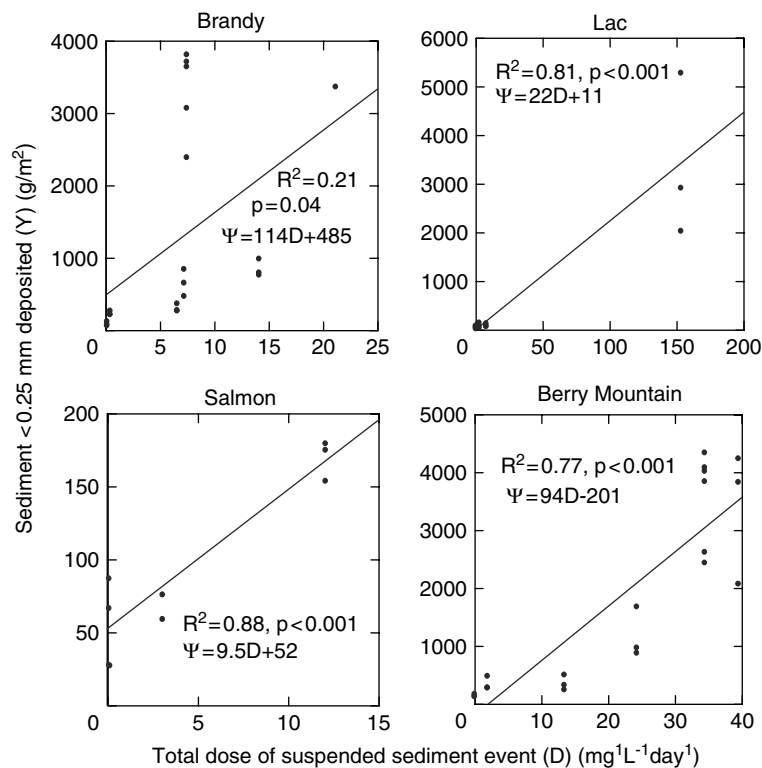 Brandy
4000
3000
2000
1000
0
5
10
15
20
25
R²=0.21
p=0.04
Ψ=114D+485
Lac
6000
5000
4000
3000
2000
1000
0
50
100
150
200
R²=0.81, p<0.001
Ψ=22D+11
Sediment <0.25 mm deposited (Y) (g/m²)
Salmon
200
150
100
50
0
5
10
15
R²=0.88, p<0.001
Ψ=9.5D+52
Berry Mountain
5000
4000
3000
2000
1000
0
10
20
30
40
R²=0.77, p<0.001
Ψ=94D-201
Total dose of suspended sediment event (D) (mg¹L⁻¹day¹)